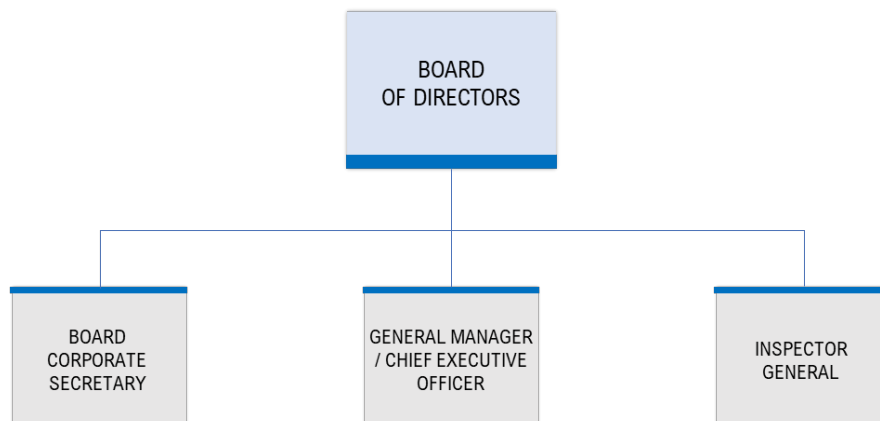 BOARD
OF DIRECTORS
BOARD
CORPORATE
SECRETARY
GENERAL MANAGER
/ CHIEF EXECUTIVE
OFFICER
INSPECTOR
GENERAL